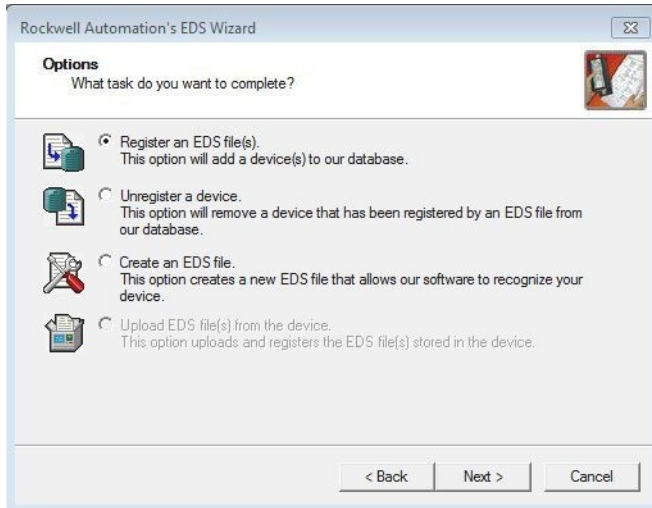 Rockwell Automation's EDS Wizard
Options
What task do you want to complete?
Register an EDS file(s).
This option will add a device(s) to our database.
Unregister a device.
This option will remove a device that has been registered by an EDS file from
our database.
Create an EDS file.
This option creates a new EDS file that allows our software to recognize your
device.
Upload EDS file(s) from the device.
This option uploads and registers the EDS file(s) stored in the device.
< Back
Next >
Cancel